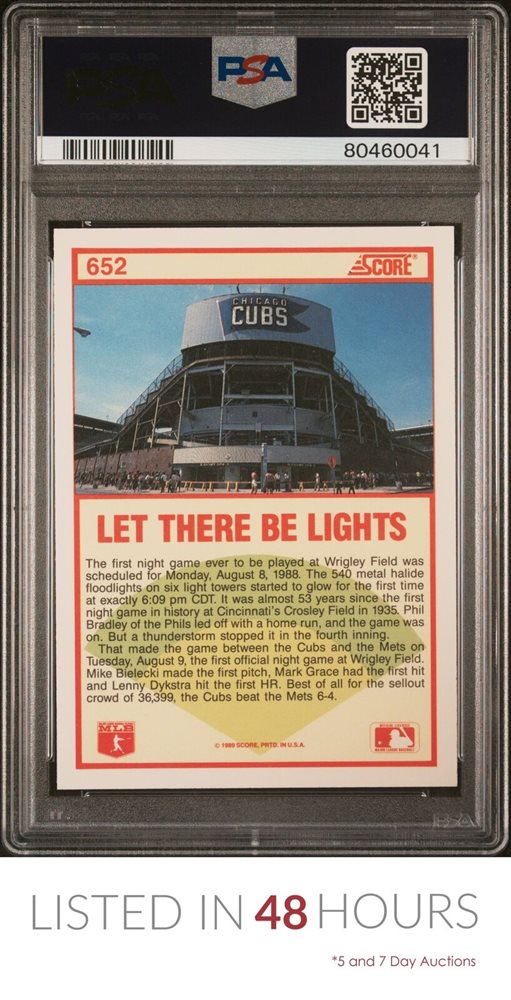 PSA
80460041
652
SCORE®
CHICAGO
CUBS
LET THERE BE LIGHTS
The first night game ever to be played at Wrigley Field was
scheduled for Monday, August 8, 1988. The 540 metal halide
floodlights on six light towers started to glow for the first time
at exactly 6:09 pm CDT. It was almost 53 years since the first
night game in history at Cincinnati's Crosley Field in 1935. Phil
Bradley of the Phils led off with a home run, and the game was
on. But a thunderstorm stopped it in the fourth inning.
That made the game between the Cubs and the Mets on
Tuesday, August 9, the first official night game at Wrigley Field.
Mike Bielecki made the first pitch, Mark Grace had the first hit
and Lenny Dykstra hit the first HR. Best of all for the sellout
crowd of 36,399, the Cubs beat the Mets 6-4.
MLB
© 1989 SCORE, PRTD. IN U.S.A.
PSA
LISTED IN 48 HOURS
*5 and 7 Day Auctions